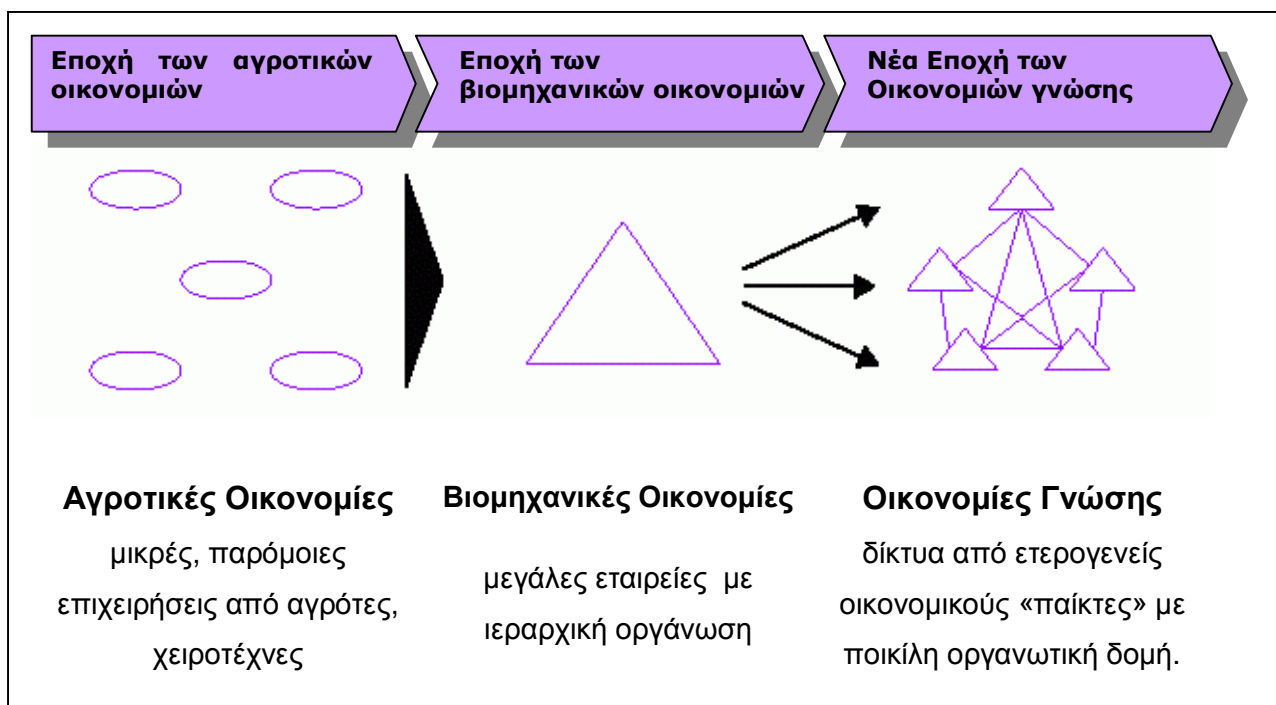 Εποχή των αγροτικών
οικονομιών
Εποχή των
βιομηχανικών οικονομιών
Νέα Εποχή των
Οικονομιών γνώσης
Αγροτικές Οικονομίες
μικρές, παρόμοιες
επιχειρήσεις από αγρότες,
χειροτέχνες
Βιομηχανικές Οικονομίες
μεγάλες εταιρείες με
ιεραρχική οργάνωση
Οικονομίες Γνώσης
δίκτυα από ετερογενείς
οικονομικούς «παίκτες» με
ποικίλη οργανωτική δομή.